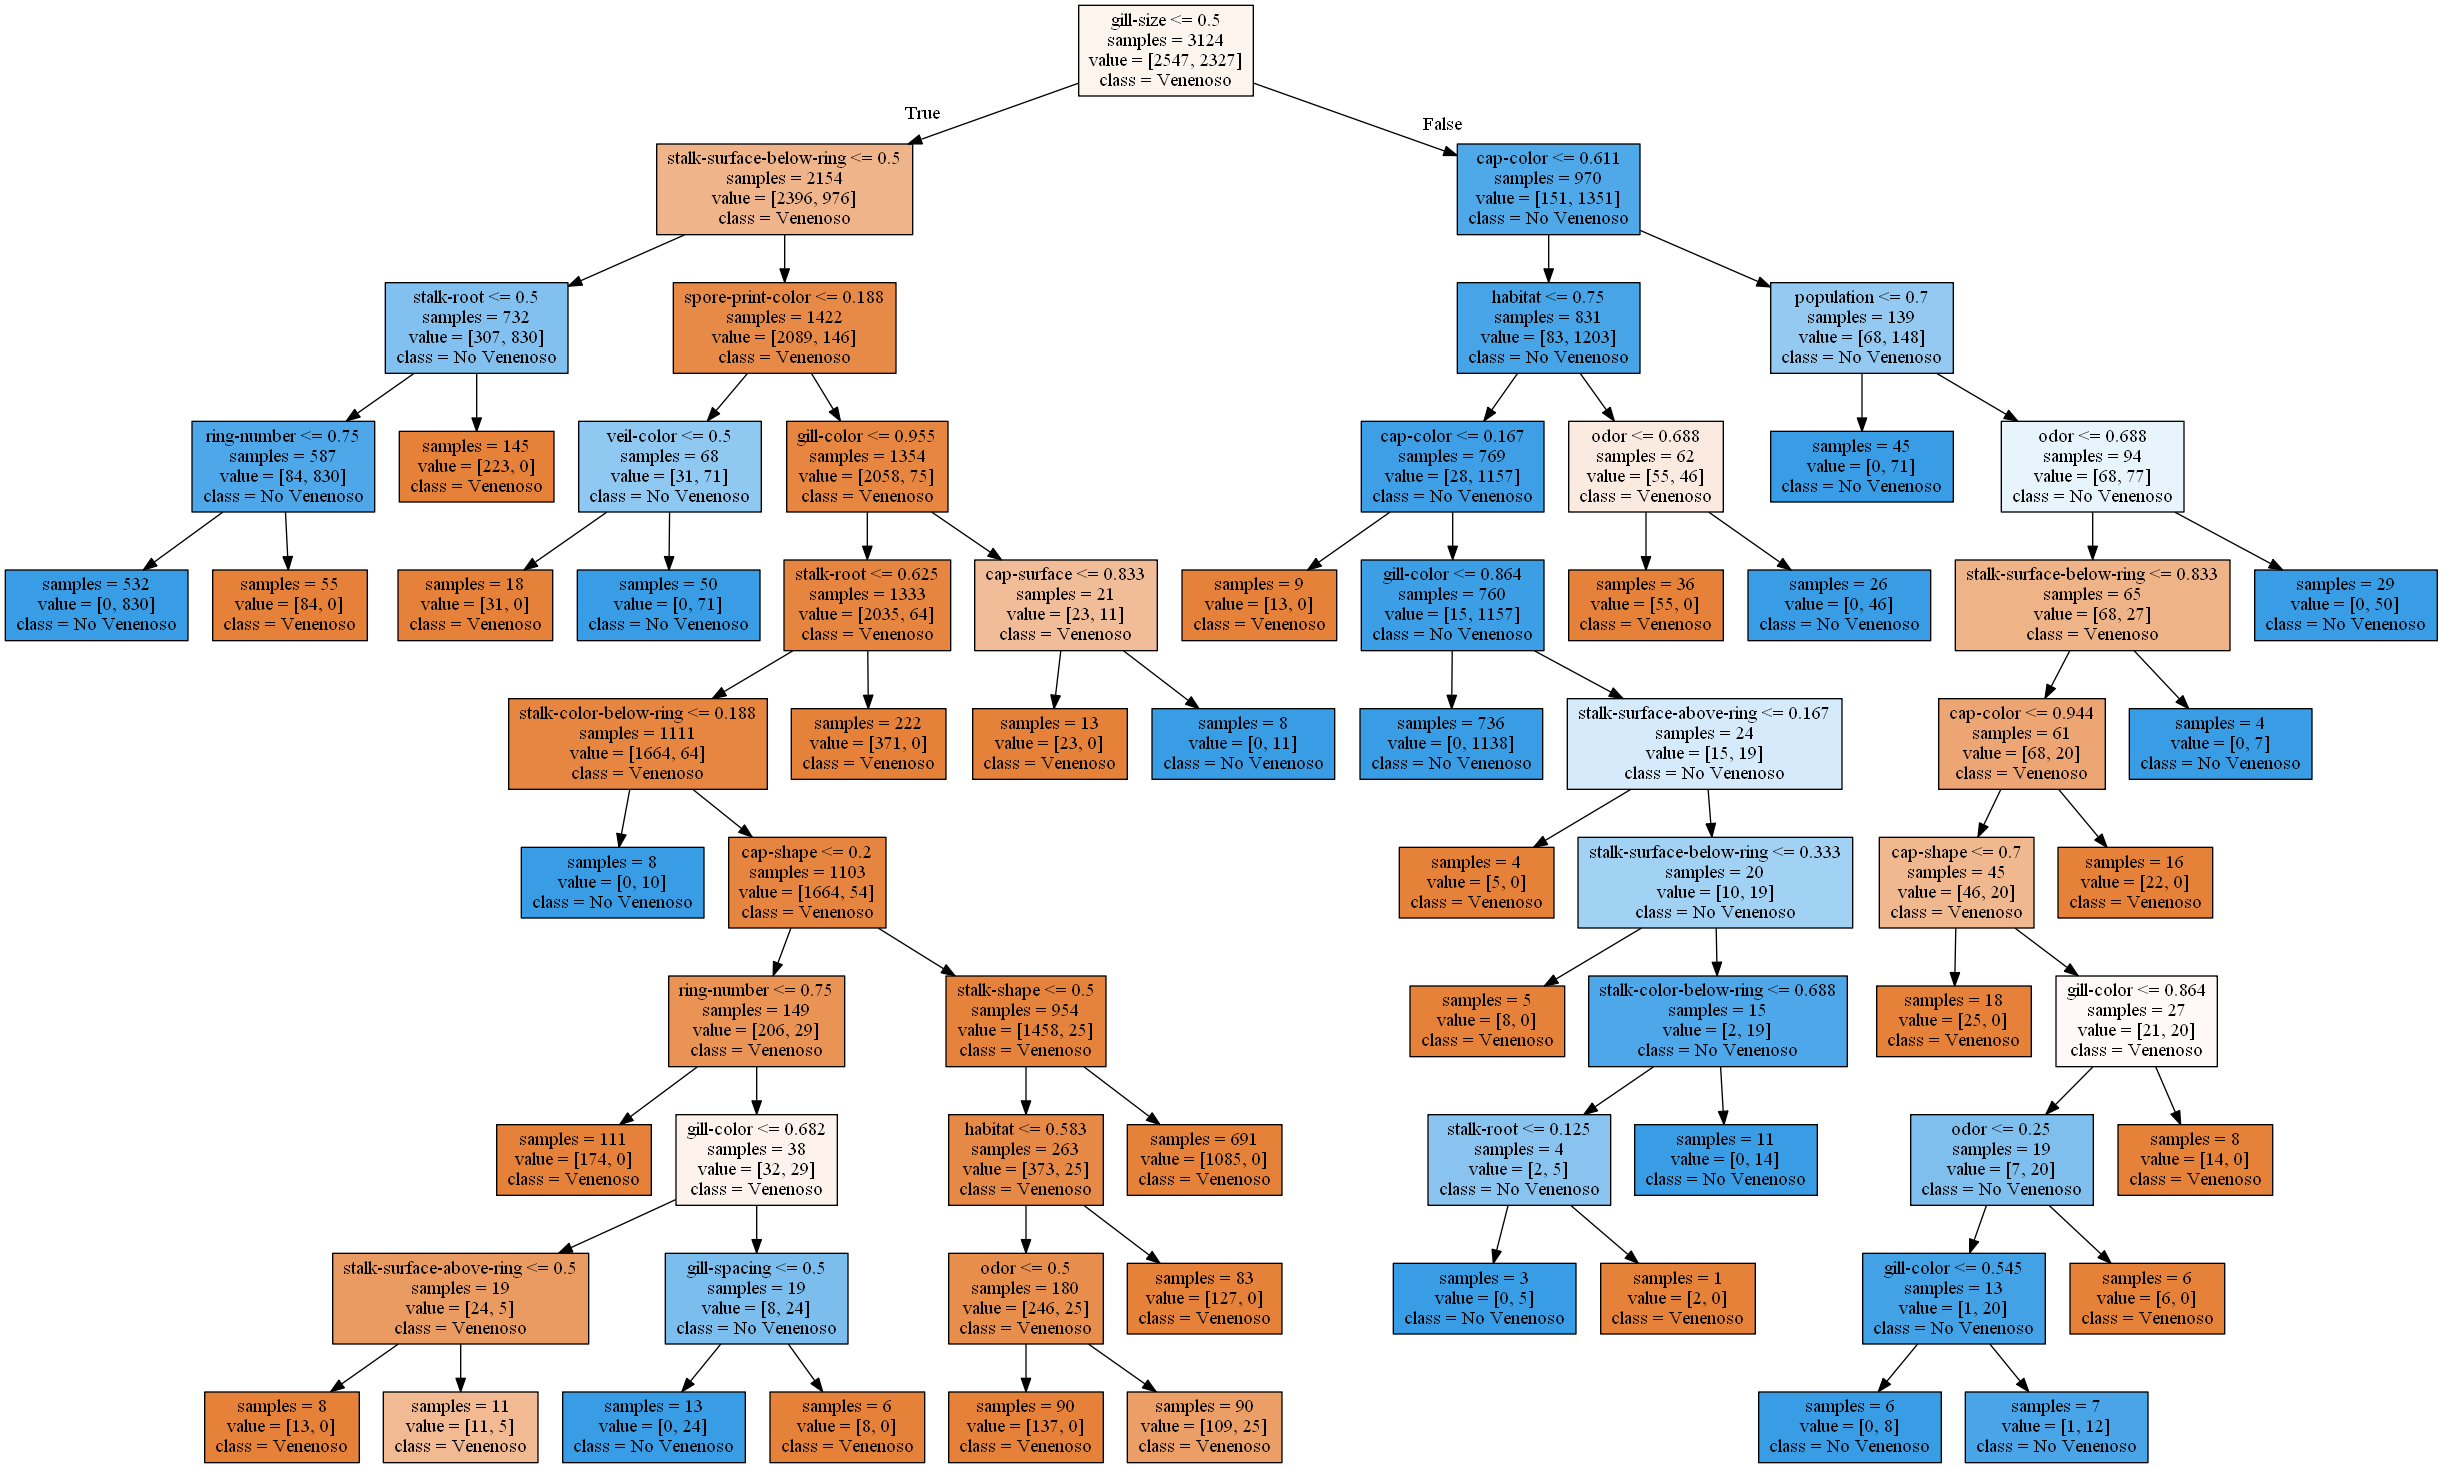 gill-size <= 0.5
samples = 3124
value = [2547, 2327]
class = Venenoso
True
False
stalk-surface-below-ring <= 0.5
samples = 2154
value = [2396, 976]
class = Venenoso
cap-color <= 0.611
samples = 970
value = [151, 1351]
class = No Venenoso
stalk-root <= 0.5
samples = 732
value = [307, 830]
class = No Venenoso
spore-print-color <= 0.188
samples = 1422
value = [2089, 146]
class = Venenoso
habitat <= 0.75
samples = 831
value = [83, 1203]
class = No Venenoso
population <= 0.7
samples = 139
value = [68, 148]
class = No Venenoso
ring-number <= 0.75
samples = 587
value = [84, 830]
class = No Venenoso
samples = 145
value = [223, 0]
class = Venenoso
veil-color <= 0.5
samples = 68
value = [31, 71]
class = No Venenoso
gill-color <= 0.955
samples = 1354
value = [2058, 75]
class = Venenoso
cap-color <= 0.167
samples = 769
value = [28, 1157]
class = No Venenoso
odor <= 0.688
samples = 62
value = [55, 46]
class = Venenoso
samples = 45
value = [0, 71]
class = No Venenoso
odor <= 0.688
samples = 94
value = [68, 77]
class = No Venenoso
samples = 532
value = [0, 830]
class = No Venenoso
samples = 55
value = [84, 0]
class = Venenoso
samples = 18
value = [31, 0]
class = Venenoso
samples = 50
value = [0, 71]
class = No Venenoso
stalk-root <= 0.625
samples = 1333
value = [2035, 64]
class = Venenoso
cap-surface <= 0.833
samples = 21
value = [23, 11]
class = Venenoso
samples = 9
value = [13, 0]
class = Venenoso
gill-color <= 0.864
samples = 760
value = [15, 1157]
class = No Venenoso
samples = 36
value = [55, 0]
class = Venenoso
samples = 26
value = [0, 46]
class = No Venenoso
stalk-surface-below-ring <= 0.833
samples = 65
value = [68, 27]
class = Venenoso
samples = 29
value = [0, 50]
class = No Venenoso
stalk-color-below-ring <= 0.188
samples = 1111
value = [1664, 64]
class = Venenoso
samples = 222
value = [371, 0]
class = Venenoso
samples = 13
value = [23, 0]
class = Venenoso
samples = 8
value = [0, 11]
class = No Venenoso
samples = 736
value = [0, 1138]
class = No Venenoso
stalk-surface-above-ring <= 0.167
samples = 24
value = [15, 19]
class = No Venenoso
cap-color <= 0.944
samples = 61
value = [68, 20]
class = Venenoso
samples = 4
value = [0, 7]
class = No Venenoso
samples = 8
value = [0, 10]
class = No Venenoso
cap-shape <= 0.2
samples = 1103
value = [1664, 54]
class = Venenoso
samples = 4
value = [5, 0]
class = Venenoso
stalk-surface-below-ring <= 0.333
samples = 20
value = [10, 19]
class = No Venenoso
cap-shape <= 0.7
samples = 45
value = [46, 20]
class = Venenoso
samples = 16
value = [22, 0]
class = Venenoso
ring-number <= 0.75
samples = 149
value = [206, 29]
class = Venenoso
stalk-shape <= 0.5
samples = 954
value = [1458, 25]
class = Venenoso
samples = 5
value = [8, 0]
class = Venenoso
stalk-color-below-ring <= 0.688
samples = 15
value = [2, 19]
class = No Venenoso
samples = 18
value = [25, 0]
class = Venenoso
gill-color <= 0.864
samples = 27
value = [21, 20]
class = Venenoso
samples = 111
value = [174, 0]
class = Venenoso
gill-color <= 0.682
samples = 38
value = [32, 29]
class = Venenoso
habitat <= 0.583
samples = 263
value = [373, 25]
class = Venenoso
samples = 691
value = [1085, 0]
class = Venenoso
stalk-root <= 0.125
samples = 4
value = [2, 5]
class = No Venenoso
samples = 11
value = [0, 14]
class = No Venenoso
odor <= 0.25
samples = 19
value = [7, 20]
class = No Venenoso
samples = 8
value = [14, 0]
class = Venenoso
stalk-surface-above-ring <= 0.5
samples = 19
value = [24, 5]
class = Venenoso
gill-spacing <= 0.5
samples = 19
value = [8, 24]
class = No Venenoso
odor <= 0.5
samples = 180
value = [246, 25]
class = Venenoso
samples = 83
value = [127, 0]
class = Venenoso
samples = 3
value = [0, 5]
class = No Venenoso
samples = 1
value = [2, 0]
class = Venenoso
gill-color <= 0.545
samples = 13
value = [1, 20]
class = No Venenoso
samples = 6
value = [6, 0]
class = Venenoso
samples = 8
value = [13, 0]
class = Venenoso
samples = 11
value = [11, 5]
class = Venenoso
samples = 13
value = [0, 24]
class = No Venenoso
samples = 6
value = [8, 0]
class = Venenoso
samples = 90
value = [137, 0]
class = Venenoso
samples = 90
value = [109, 25]
class = Venenoso
samples = 6
value = [0, 8]
class = No Venenoso
samples = 7
value = [1, 12]
class = No Venenoso